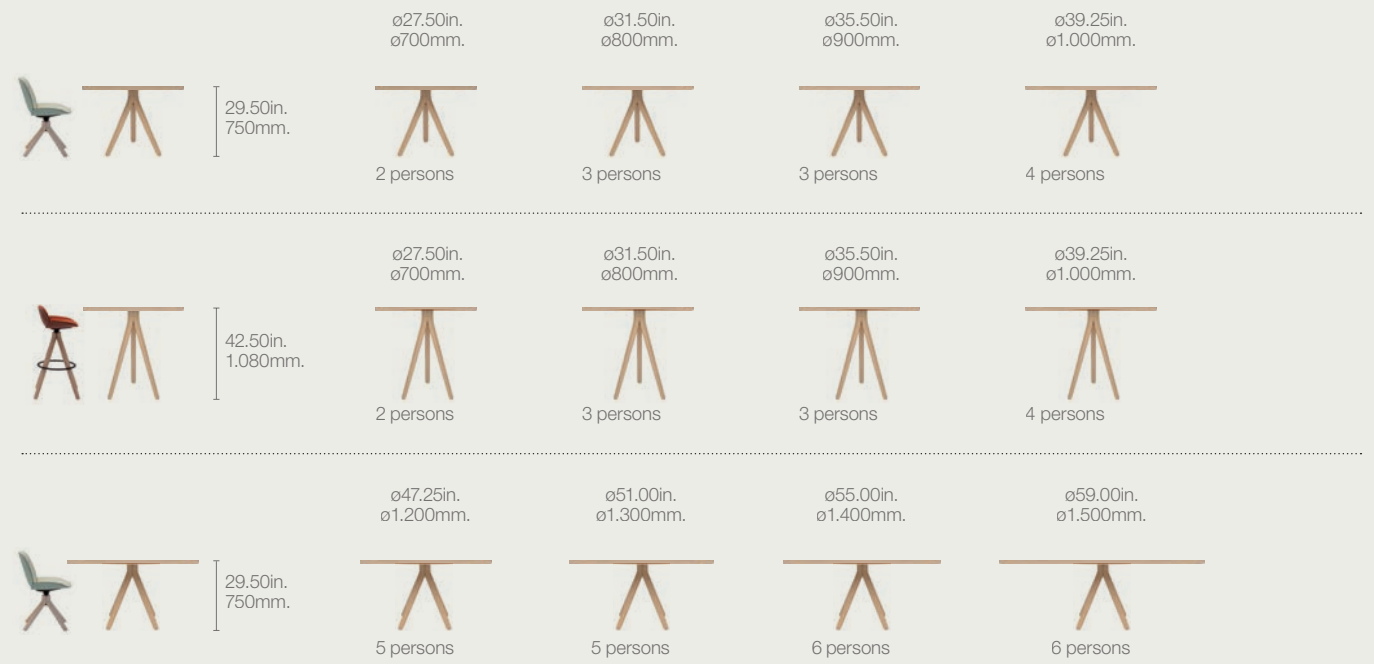 ø27.50in.
ø700mm.
ø31.50in.
ø800mm.
ø35.50in.
ø900mm.
ø39.25in.
ø1.000mm.
29.50in.
750mm.
2 persons
3 persons
3 persons
4 persons
ø27.50in.
ø700mm.
ø31.50in.
ø800mm.
ø35.50in.
ø900mm.
ø39.25in.
ø1.000mm.
42.50in.
1.080mm.
2 persons
3 persons
3 persons
4 persons
ø47.25in.
ø1.200mm.
ø51.00in.
ø1.300mm.
ø55.00in.
ø1.400mm.
ø59.00in.
ø1.500mm.
29.50in.
750mm.
5 persons
5 persons
6 persons
6 persons